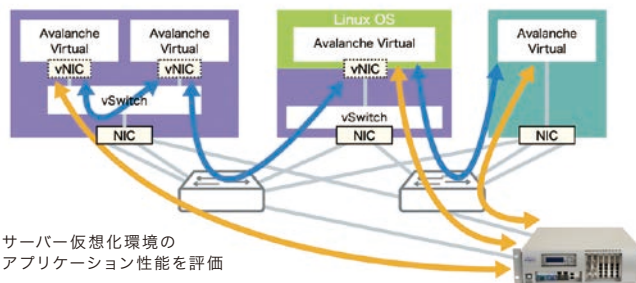 Linux OS
Avalanche
Virtual
Avalanche
Virtual
Avalanche Virtual
Avalanche
Virtual
vNIC
vNIC
vNIC
vSwitch
vSwitch
NIC
NIC
NIC
サーバー仮想化環境の
アプリケーション性能を評価